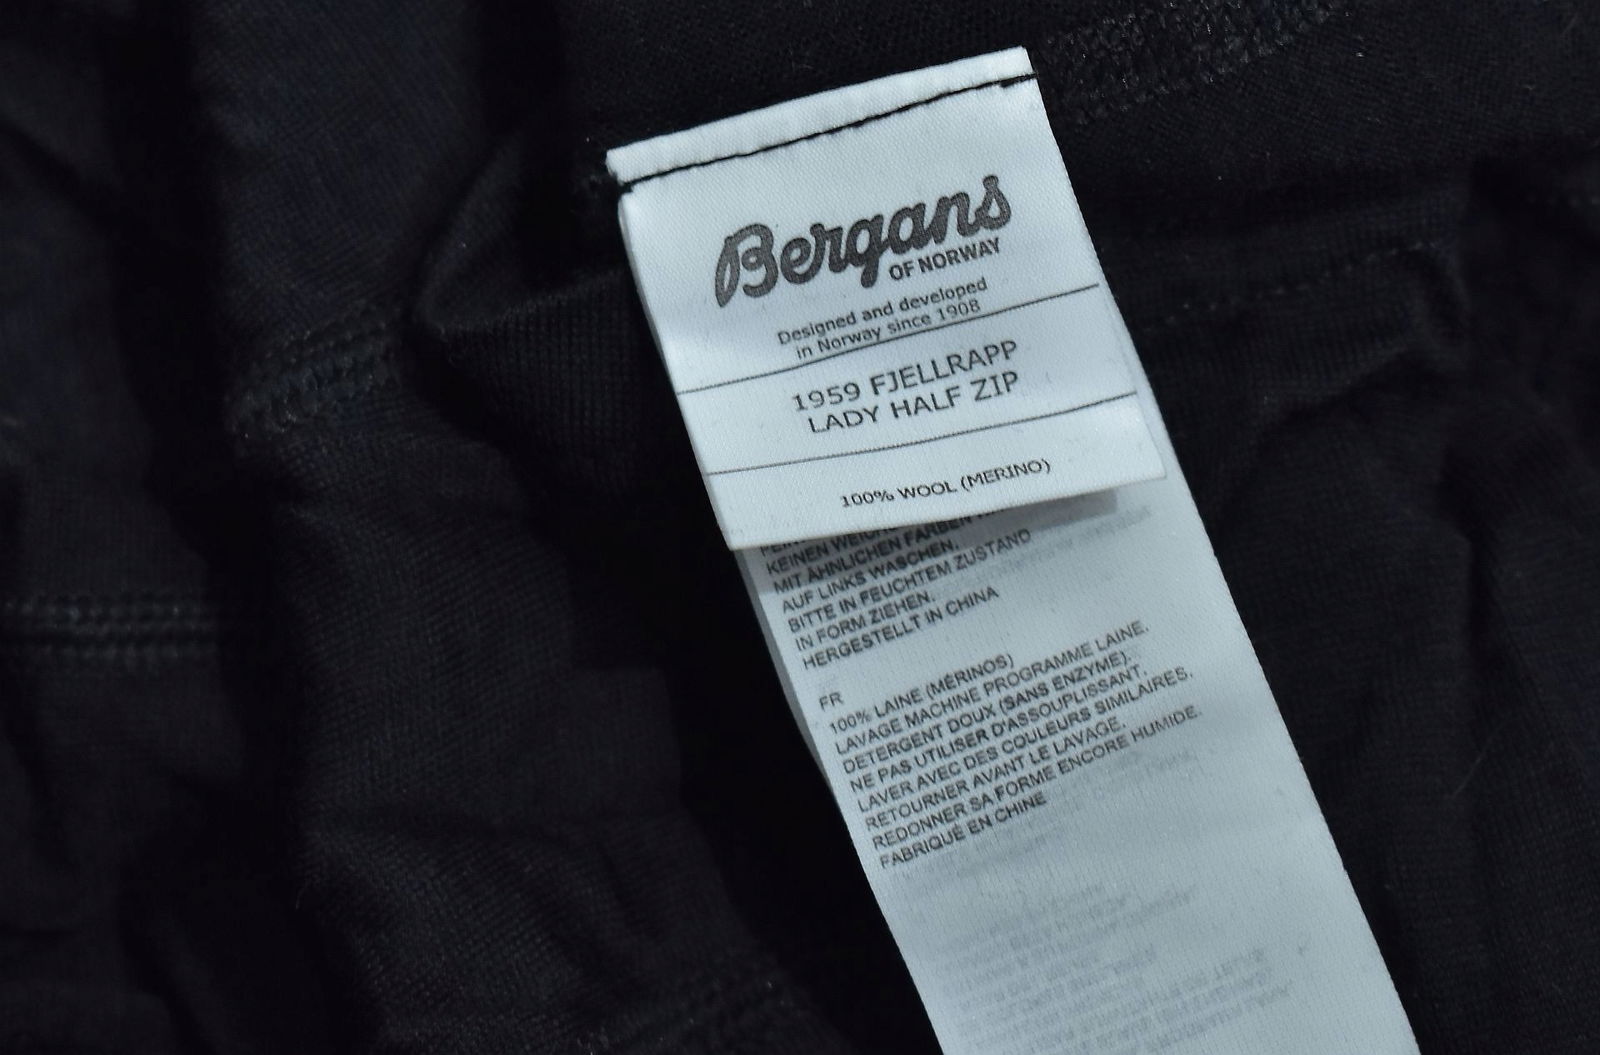 Bergans
OF NORWAY
Designed and developed
in Norway since 1908
1959 FJELLRAPP
LADY HALF ZIP
100% WOOL (MERINO)
KEINEN
MIT ÄHNLICHEN FARBEN
AUF LINKS WASCHEN.
BITTE IN FEUCHTEM ZUSTAND
IN FORM ZIEHEN.
HERGESTELLT IN CHINA
FR
100% LAINE (MÉRINOS)
LAVAGE MACHINE PROGRAMME LAINE.
DETERGENT DOUX (SANS ENZYME).
NE PAS UTILISER D'ASSOUPLISSANT.
LAVER AVEC DES COULEURS SIMILAIRES.
RETOURNER AVANT LE LAVAGE.
REDONNER SA FORME ENCORE HUMIDE.
FABRIQUÉ EN CHINE